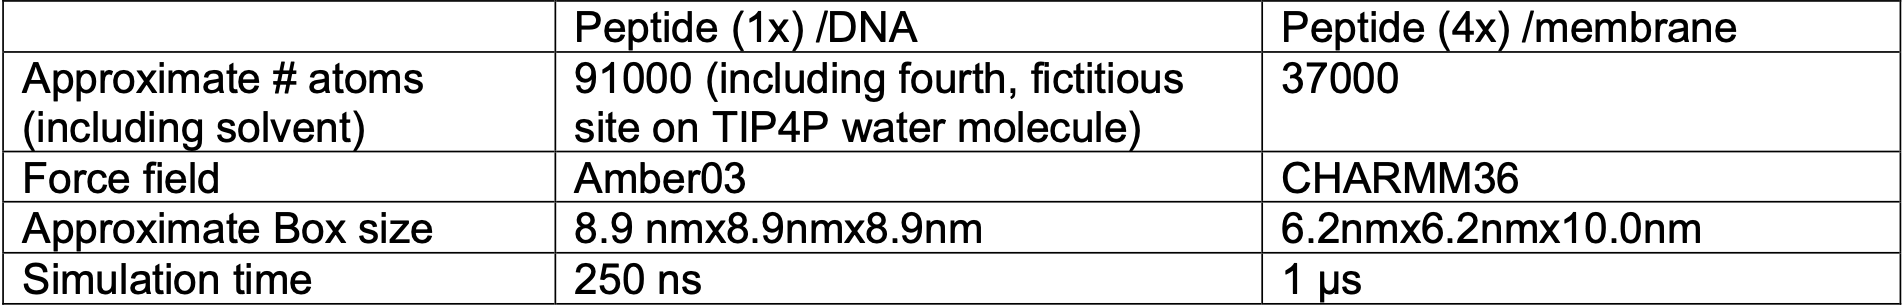 Peptide (1x) /DNA Peptide (4x) /membrane
Approximate # atoms (including solvent) 91000 (including fourth, fictitious site on TIP4P water molecule) 37000
Force field Amber03 CHARMM36
Approximate Box size 8.9 nmx8.9nmx8.9nm 6.2nmx6.2nmx10.0nm
Simulation time 250 ns 1 µs